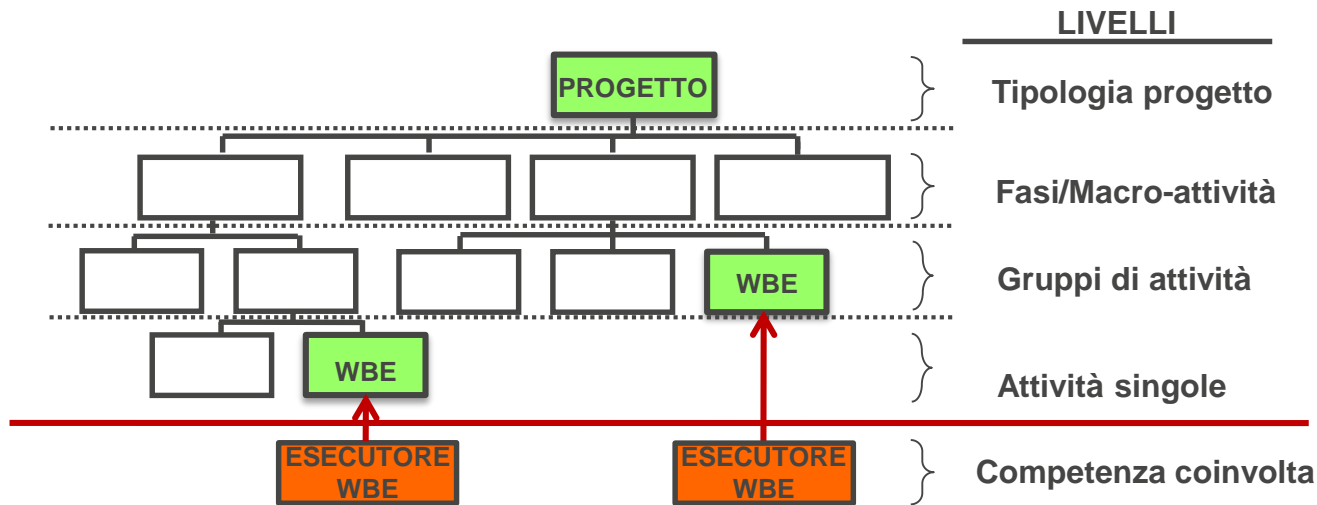 LIVELLI
PROGETTO
Tipologia progetto
Fasi/Macro-attività
WBE
Gruppi di attività
WBE
Attività singole
ESECUTORE
WBE
ESECUTORE
WBE
Competenza coinvolta